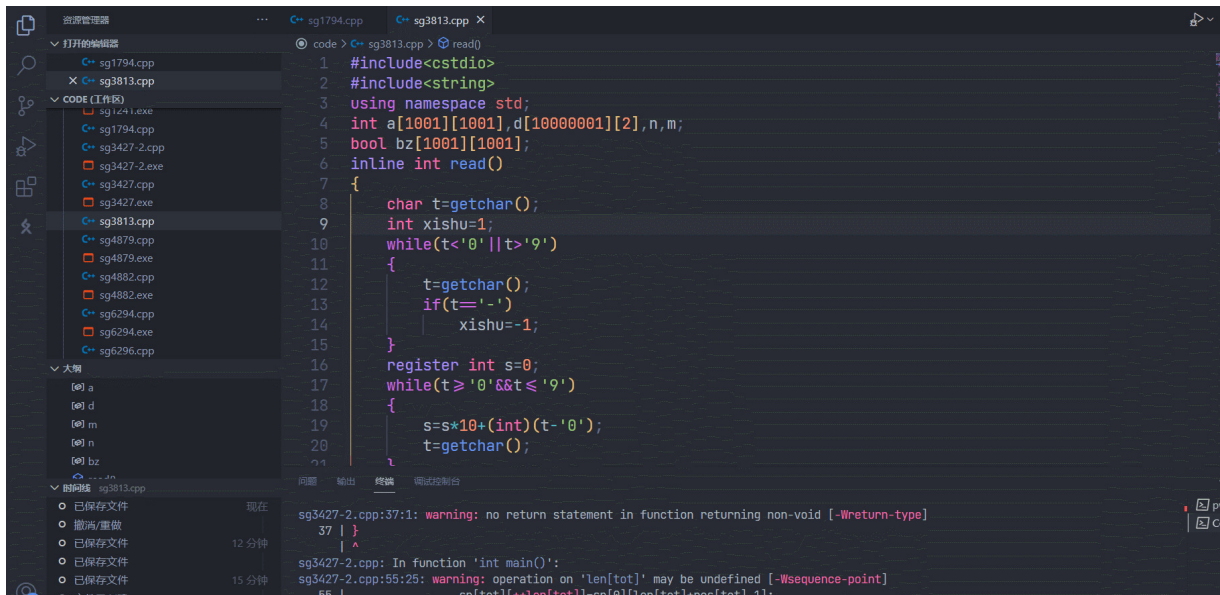 资源管理器
···
打开的编辑器
sg1794.cpp
sg3813.cpp
CODE (工作区)
sg1241.exe
sg1794.cpp
sg3427-2.cpp
sg3427-2.exe
sg3427.cpp
sg3427.exe
sg3813.cpp
sg4879.cpp
sg4879.exe
sg4882.cpp
sg4882.exe
sg6294.cpp
sg6294.exe
sg6296.cpp
大纲
a
d
m
n
bz
时间线 sg3813.cpp
已保存文件 现在
撤消/重做
已保存文件 12 分钟
已保存文件
已保存文件 15 分钟
sg1794.cpp sg3813.cpp
code > sg3813.cpp > read()
1 #include<cstdio>
2 #include<string>
3 using namespace std;
4 int a[1001][1001],d[10000001][2],n,m;
5 bool bz[1001][1001];
6 inline int read()
7 {
8 char t=getchar();
9 int xishu=1;
10 while(t<'0'||t>'9')
11 {
12 t=getchar();
13 if(t=='-')
14 xishu=-1;
15 }
16 register int s=0;
17 while(t>='0'&&t<='9')
18 {
19 s=s*10+(int)(t-'0');
20 t=getchar();
21 }
问题 输出 终端 调试控制台
sg3427-2.cpp:37:1: warning: no return statement in function returning non-void [-Wreturn-type]
37 | }
| ^
sg3427-2.cpp: In function 'int main()':
sg3427-2.cpp:55:25: warning: operation on 'len[tot]' may be undefined [-Wsequence-point]